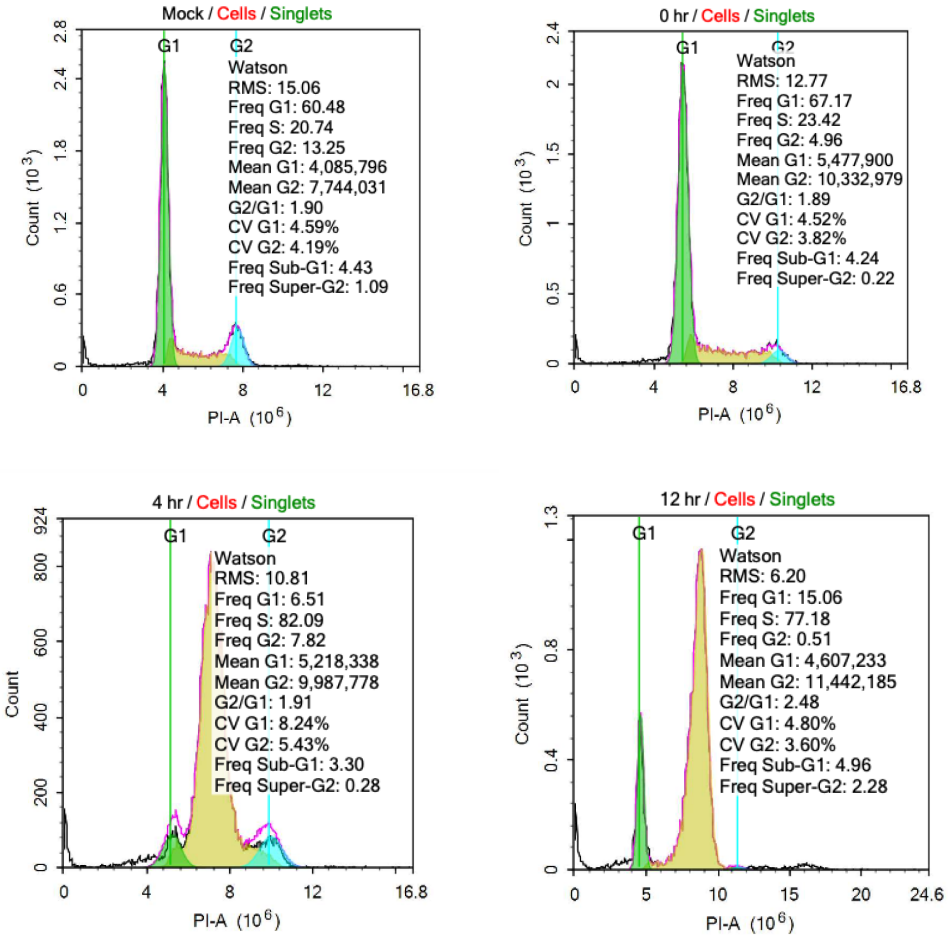 Mock / Cells / Singlets
2.8
2.4
1.8
1.2
0.6
0
Count (10³)
G1
G2
Watson
RMS: 15.06
Freq G1: 60.48
Freq S: 20.74
Freq G2: 13.25
Mean G1: 4,085,796
Mean G2: 7,744,031
G2/G1: 1.90
CV G1: 4.59%
CV G2: 4.19%
Freq Sub-G1: 4.43
Freq Super-G2: 1.09
0 4 8 12 16.8
PI-A (10⁶)
0 hr / Cells / Singlets
2.4
2
1.5
1
0.5
0
Count (10³)
G1
G2
Watson
RMS: 12.77
Freq G1: 67.17
Freq S: 23.42
Freq G2: 4.96
Mean G1: 5,477,900
Mean G2: 10,332,979
G2/G1: 1.89
CV G1: 4.52%
CV G2: 3.82%
Freq Sub-G1: 4.24
Freq Super-G2: 0.22
0 4 8 12 16.8
PI-A (10⁶)
4 hr / Cells / Singlets
924
800
600
400
200
0
Count
G1
G2
Watson
RMS: 10.81
Freq G1: 6.51
Freq S: 82.09
Freq G2: 7.82
Mean G1: 5,218,338
Mean G2: 9,987,778
G2/G1: 1.91
CV G1: 8.24%
CV G2: 5.43%
Freq Sub-G1: 3.30
Freq Super-G2: 0.28
0 4 8 12 16.8
PI-A (10⁶)
12 hr / Cells / Singlets
1.3
0.8
0.4
0
Count (10³)
G1
G2
Watson
RMS: 6.20
Freq G1: 15.06
Freq S: 77.18
Freq G2: 0.51
Mean G1: 4,607,233
Mean G2: 11,442,185
G2/G1: 2.48
CV G1: 4.80%
CV G2: 3.60%
Freq Sub-G1: 4.96
Freq Super-G2: 2.28
0 5 10 15 20 24.6
PI-A (10⁶)